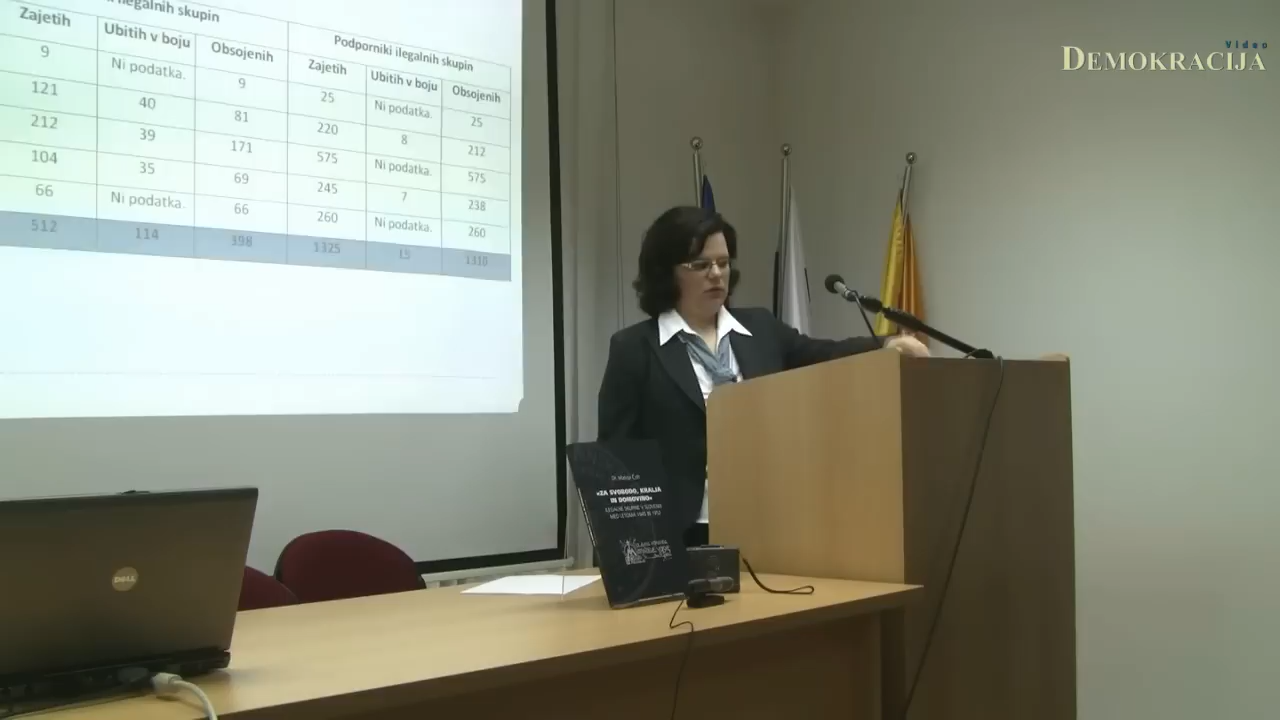 ilegalnih skupin
Podporniki ilegalnih skupin
Zajetih Ubitih v boju Obsojenih Zajetih Ubitih v boju Obsojenih
9 Ni podatka. 9 25 Ni podatka. 25
121 40 81 220 8 212
212 39 171 575 Ni podatka. 575
104 35 69 245 7 238
66 Ni podatka. 66 260 Ni podatka. 260
512 114 398 1325 15 1310
Video
DEMOKRACIJA
«ZA SVOBODO, KRALJA
IN DOMOVINO»
DELL